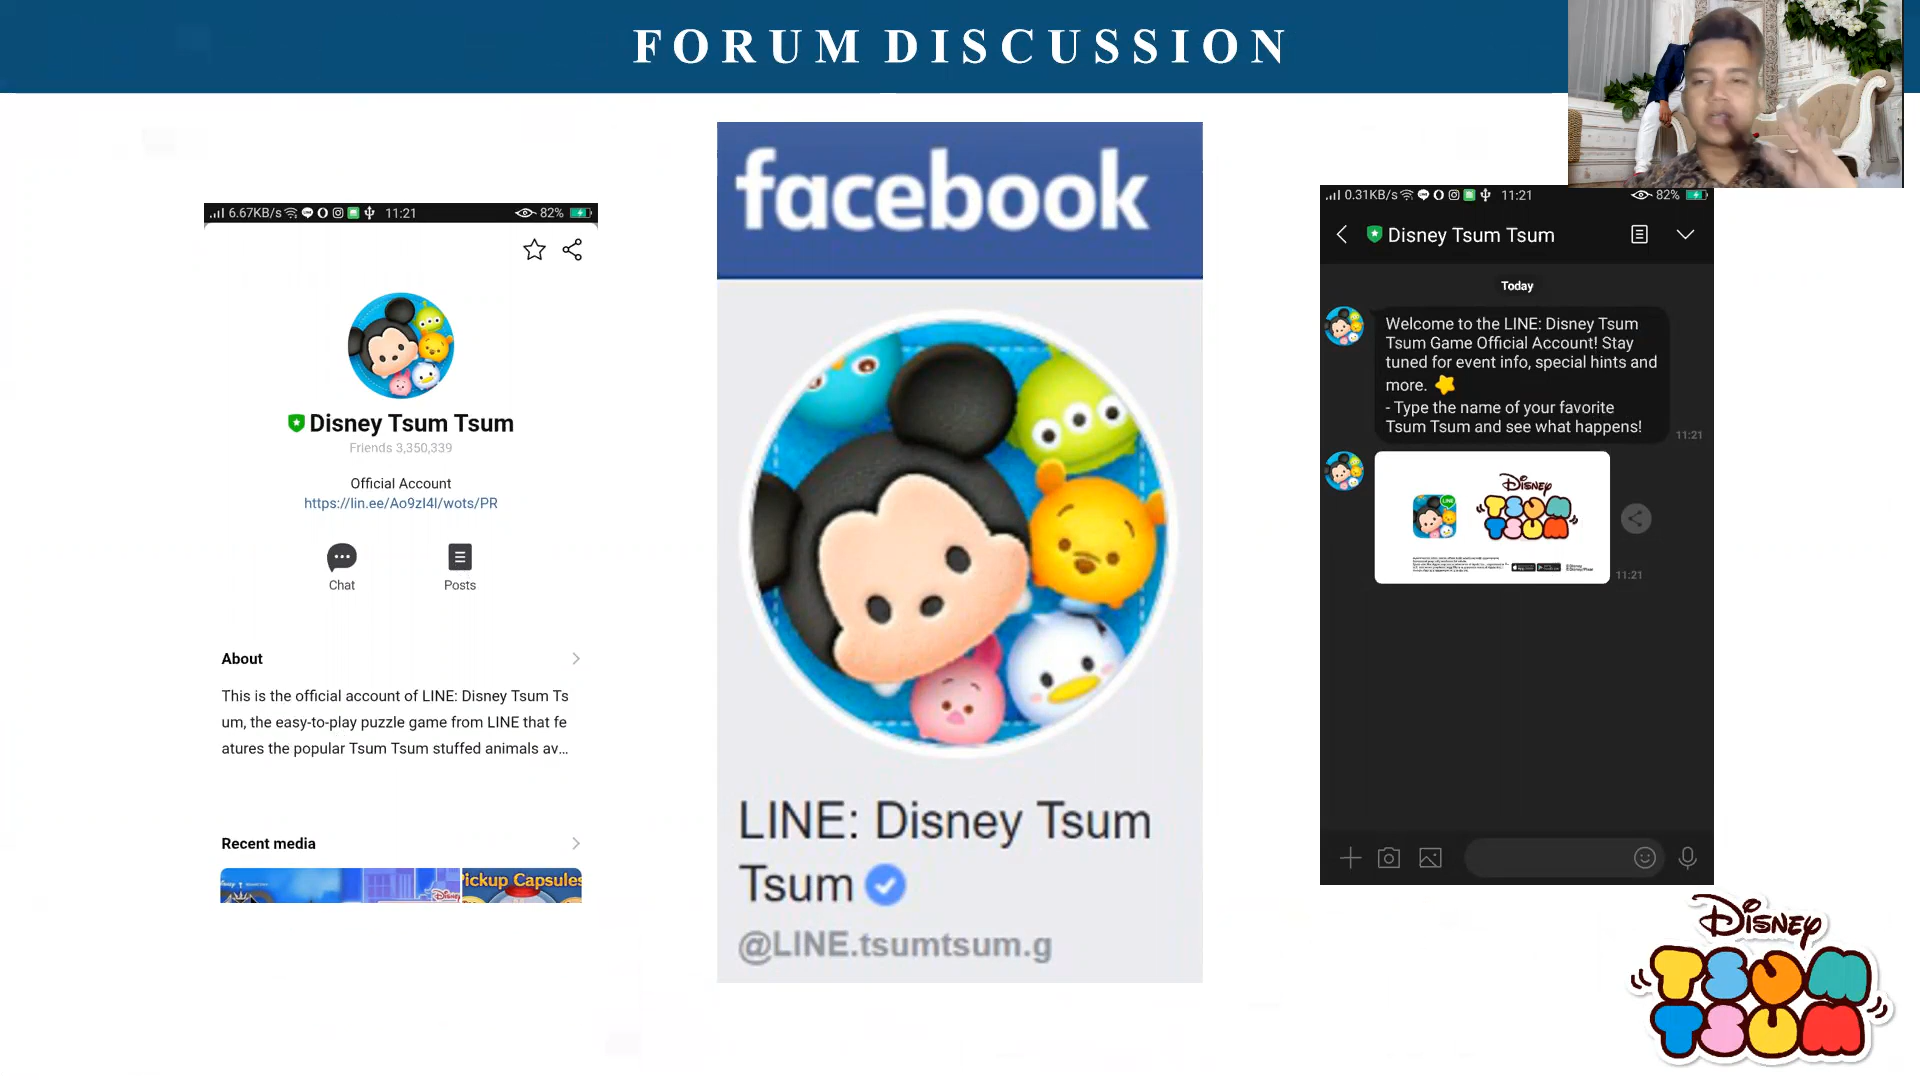 FORUM DISCUSSION
6.67KB/s 11:21 82%
Disney Tsum Tsum
Friends 3,350,339
Official Account
https://lin.ee/Ao9zI4l/wots/PR
Chat Posts
About
This is the official account of LINE: Disney Tsum Ts
um, the easy-to-play puzzle game from LINE that fe
atures the popular Tsum Tsum stuffed animals av...
Recent media
Pickup Capsules
facebook
LINE: Disney Tsum
Tsum
@LINE.tsumtsum.g
0.31KB/s 11:21 82%
Disney Tsum Tsum
Today
Welcome to the LINE: Disney Tsum
Tsum Game Official Account! Stay
tuned for event info, special hints and
more.
- Type the name of your favorite
Tsum Tsum and see what happens!
11:21
LINE
Disney
TSUM
TSUM
11:21
Disney
TSUM
TSUM